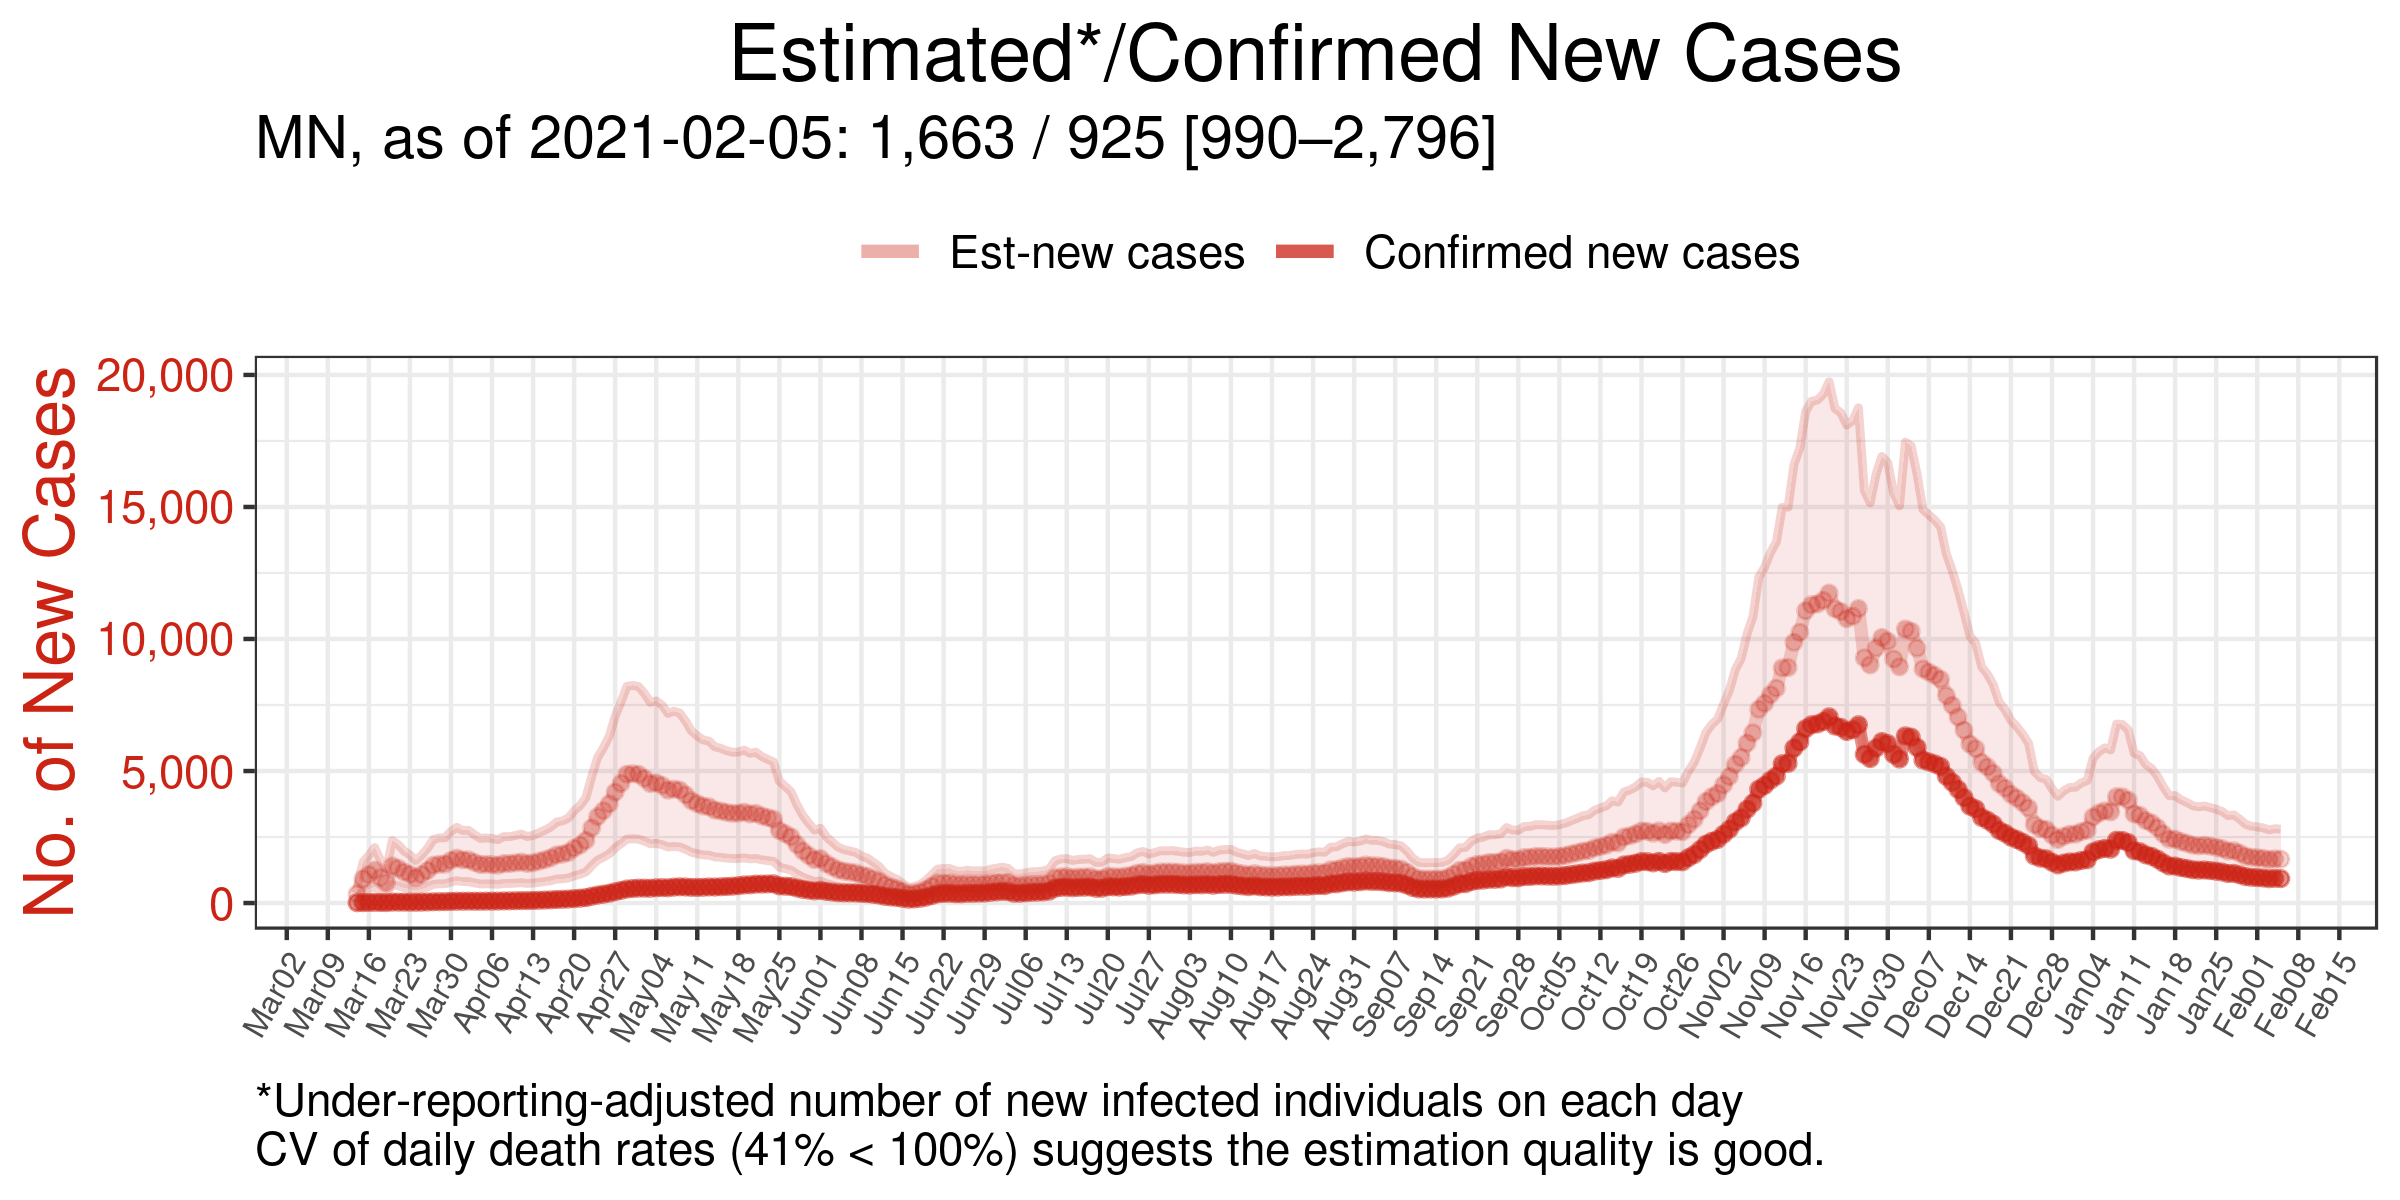 Estimated*/Confirmed New Cases
MN, as of 2021-02-05: 1,663 / 925 [990–2,796]
Est-new cases
Confirmed new cases
No. of New Cases
20,000
15,000
10,000
5,000
0
Mar02
Mar09
Mar16
Mar23
Mar30
Apr06
Apr13
Apr20
Apr27
May04
May11
May18
May25
Jun01
Jun08
Jun15
Jun22
Jun29
Jul06
Jul13
Jul20
Jul27
Aug03
Aug10
Aug17
Aug24
Aug31
Sep07
Sep14
Sep21
Sep28
Oct05
Oct12
Oct19
Oct26
Nov02
Nov09
Nov16
Nov23
Nov30
Dec07
Dec14
Dec21
Dec28
Jan04
Jan11
Jan18
Jan25
Feb01
Feb08
Feb15
*Under-reporting-adjusted number of new infected individuals on each day
CV of daily death rates (41% < 100%) suggests the estimation quality is good.